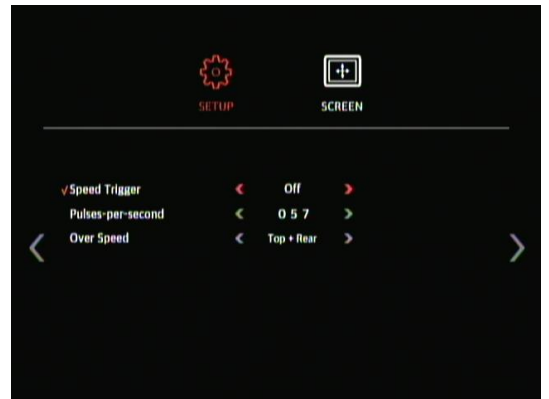 SETUP SCREEN
Speed Trigger Off
Pulses-per-second 0 5 7
Over Speed Top + Rear